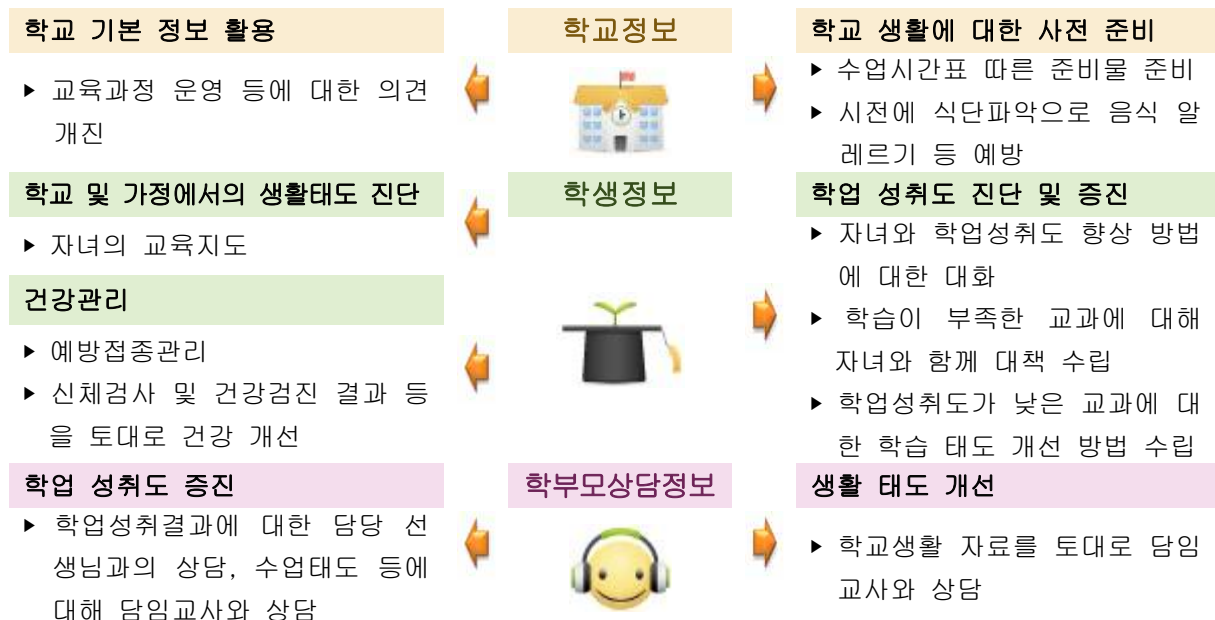 학교 기본 정보 활용
▶ 교육과정 운영 등에 대한 의견
개진
학교정보
학교 생활에 대한 사전 준비
▶ 수업시간표 따른 준비물 준비
▶ 시전에 식단파악으로 음식 알
레르기 등 예방
학교 및 가정에서의 생활태도 진단
▶ 자녀의 교육지도
건강관리
▶ 예방접종관리
▶ 신체검사 및 건강검진 결과 등
을 토대로 건강 개선
학생정보
학업 성취도 진단 및 증진
▶ 자녀와 학업성취도 향상 방법
에 대한 대화
▶ 학습이 부족한 교과에 대해
자녀와 함께 대책 수립
▶ 학업성취도가 낮은 교과에 대
한 학습 태도 개선 방법 수립
학업 성취도 증진
▶ 학업성취결과에 대한 담당 선
생님과의 상담, 수업태도 등에
대해 담임교사와 상담
학부모상담정보
생활 태도 개선
▶ 학교생활 자료를 토대로 담임
교사와 상담